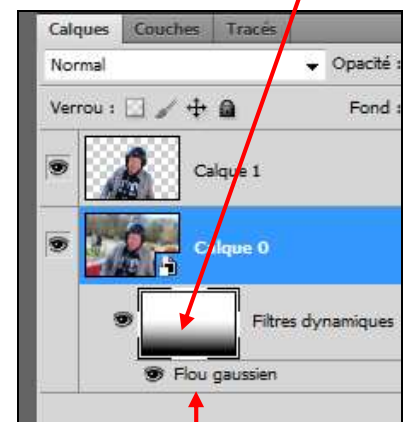 Calques Couches Tracés
Normal Opacité :
Verrou : Fond :
Calque 1
Calque 0
Filtres dynamiques
Flou gaussien